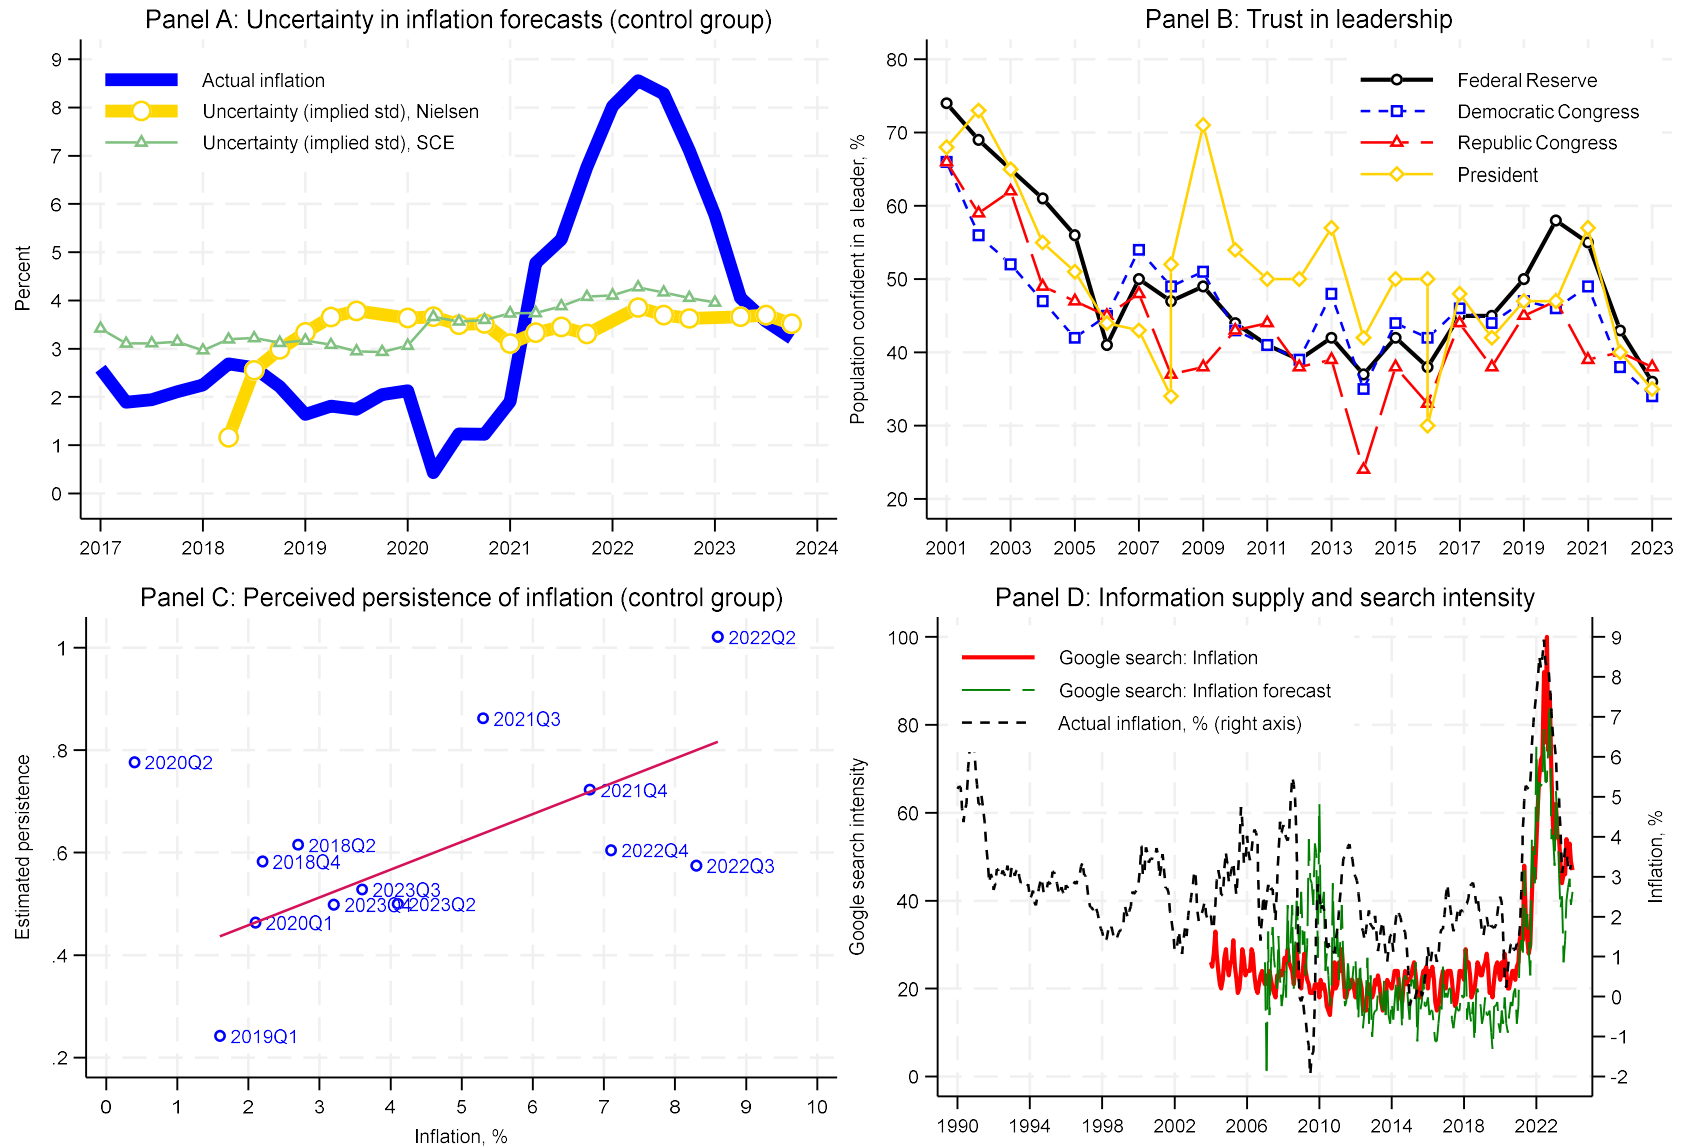 Panel A: Uncertainty in inflation forecasts (control group)
Actual inflation
Uncertainty (implied std), Nielsen
Uncertainty (implied std), SCE
Percent
9
8
7
6
5
4
3
2
1
0
2017 2018 2019 2020 2021 2022 2023 2024
Panel B: Trust in leadership
Federal Reserve
Democratic Congress
Republic Congress
President
Population confident in a leader, %
80
70
60
50
40
30
20
2001 2003 2005 2007 2009 2011 2013 2015 2017 2019 2021 2023
Panel C: Perceived persistence of inflation (control group)
Estimated persistence
1
.8
.6
.4
.2
2022Q2
2021Q3
2020Q2
2021Q4
2018Q2
2018Q4
2022Q4
2022Q3
2023Q3
2023Q4
2023Q2
2020Q1
2019Q1
0 1 2 3 4 5 6 7 8 9 10
Inflation, %
Panel D: Information supply and search intensity
Google search: Inflation
Google search: Inflation forecast
Actual inflation, % (right axis)
Google search intensity
100
80
60
40
20
0
9
8
7
6
5
4
3
2
1
0
-1
-2
Inflation, %
1990 1994 1998 2002 2006 2010 2014 2018 2022